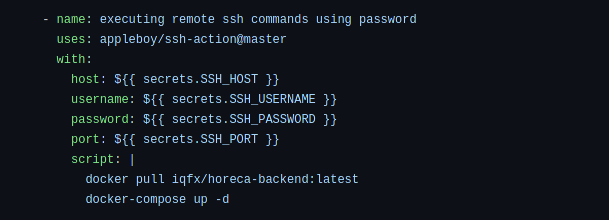 - name: executing remote ssh commands using password
uses: appleboy/ssh-action@master
with:
host: ${{ secrets.SSH_HOST }}
username: ${{ secrets.SSH_USERNAME }}
password: ${{ secrets.SSH_PASSWORD }}
port: ${{ secrets.SSH_PORT }}
script: |
docker pull iqfx/horeca-backend:latest
docker-compose up -d